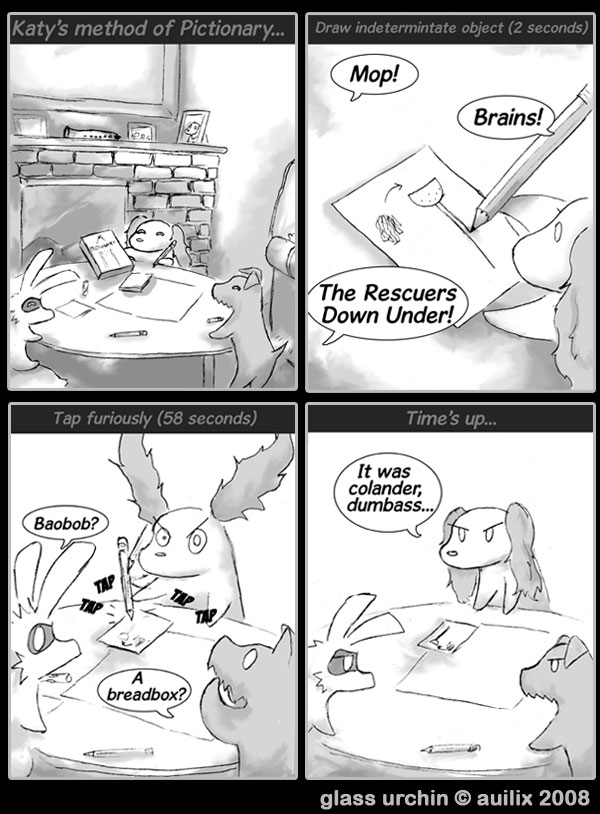 Katy's method of Pictionary...
Draw indetermintate object (2 seconds)
Mop!
Brains!
The Rescuers
Down Under!
Tap furiously (58 seconds)
Baobob?
TAP
TAP
TAP
TAP
A
breadbox?
Time's up...
It was
colander,
dumbass...
glass urchin © auilix 2008